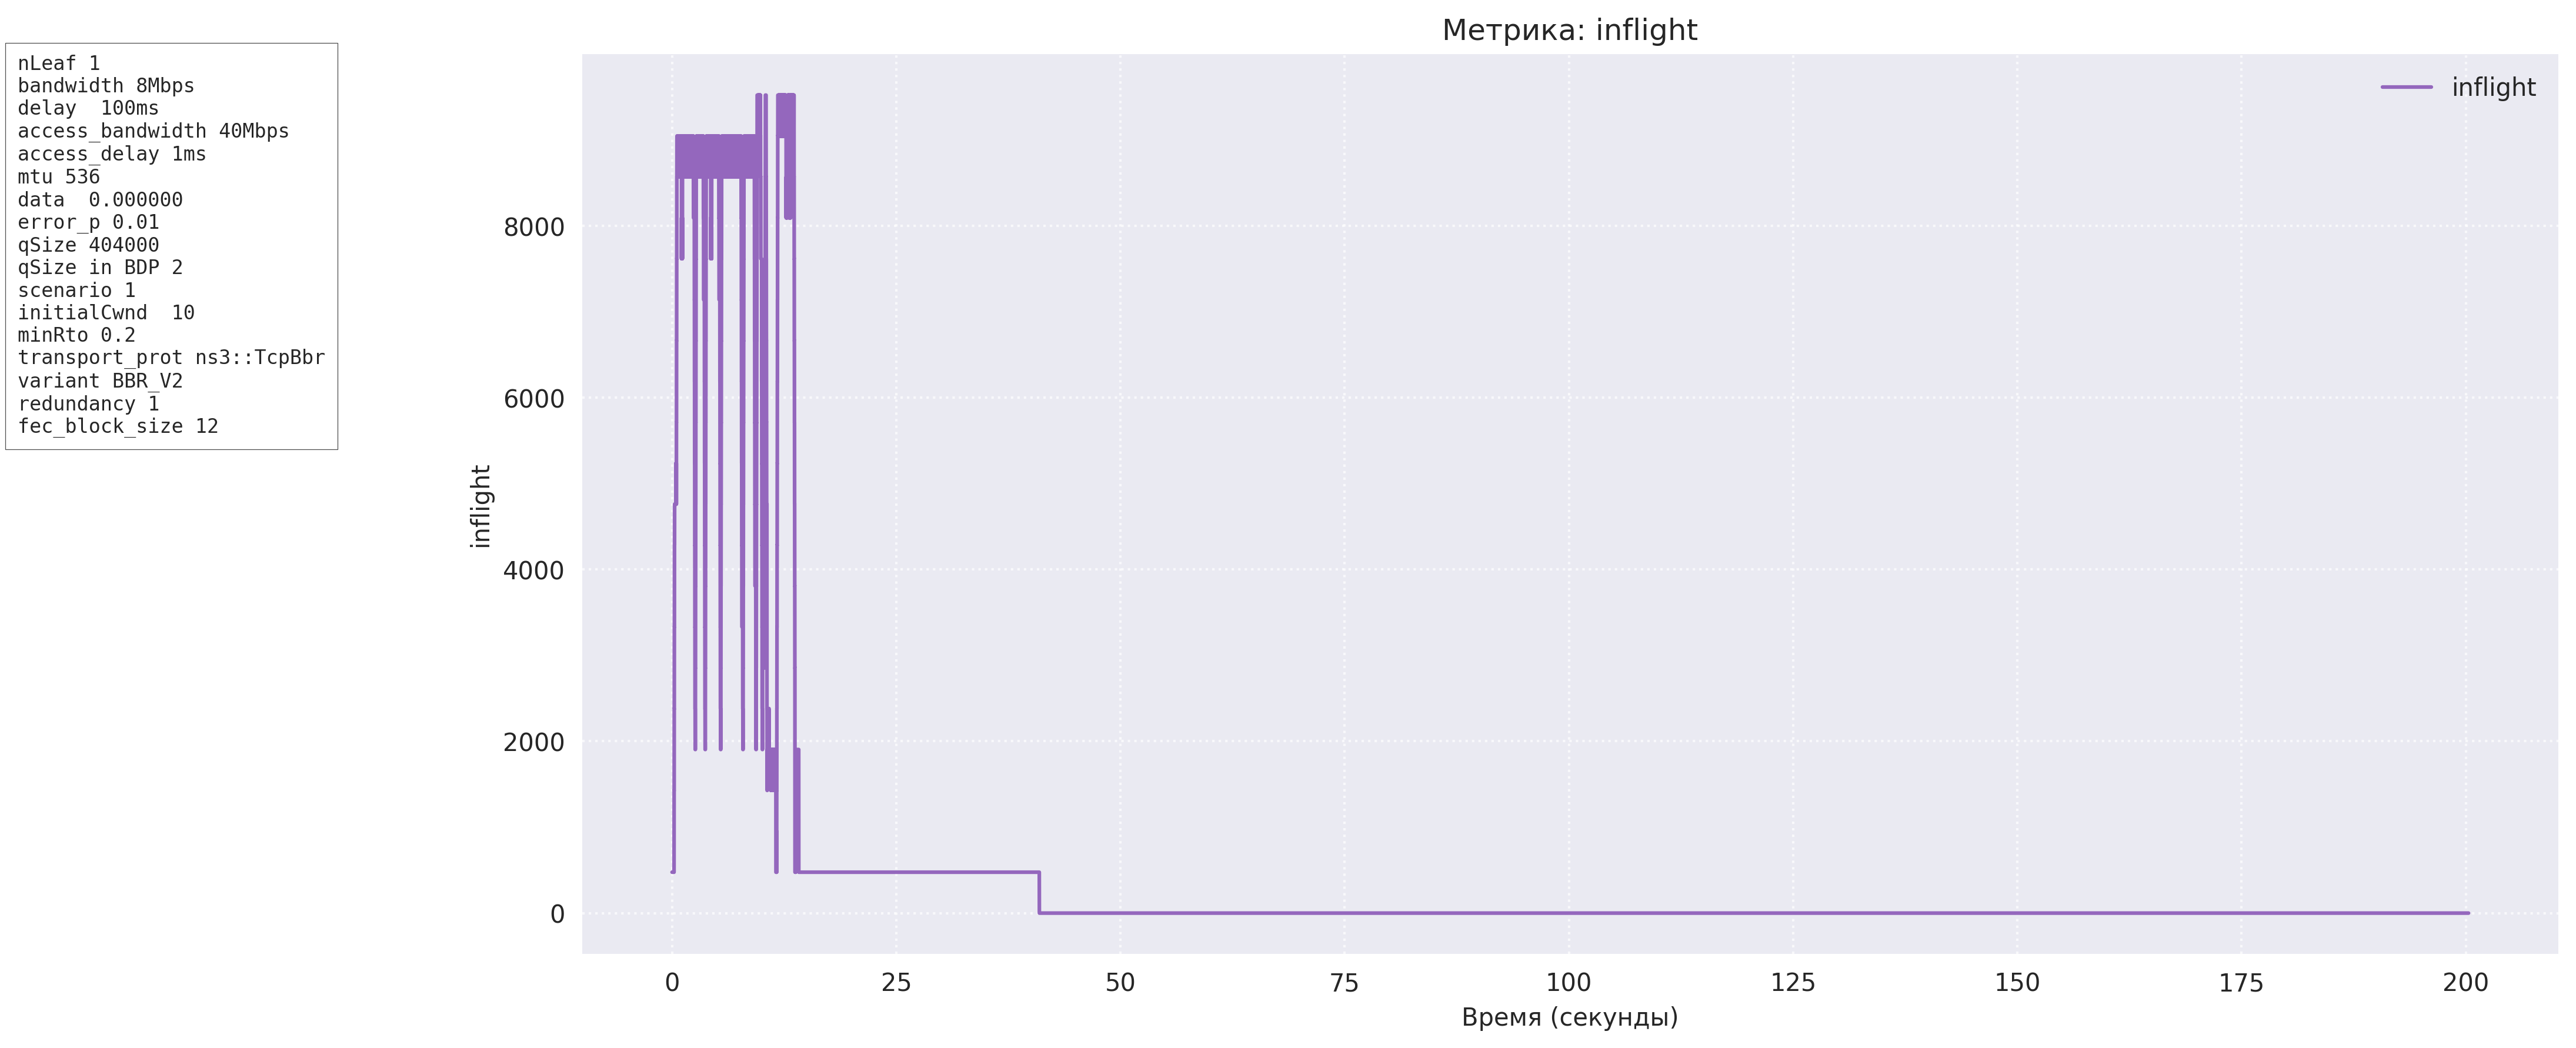 nLeaf 1
bandwidth 8Mbps
delay  100ms
access_bandwidth 40Mbps
access_delay 1ms
mtu 536
data  0.000000
error_p 0.01
qSize 404000
qSize in BDP 2
scenario 1
initialCwnd  10
minRto 0.2
transport_prot ns3::TcpBbr
variant BBR_V2
redundancy 1
fec_block_size 12
Метрика: inflight
inflight
inflight
8000
6000
4000
2000
0
0 25 50 75 100 125 150 175 200
Время (секунды)